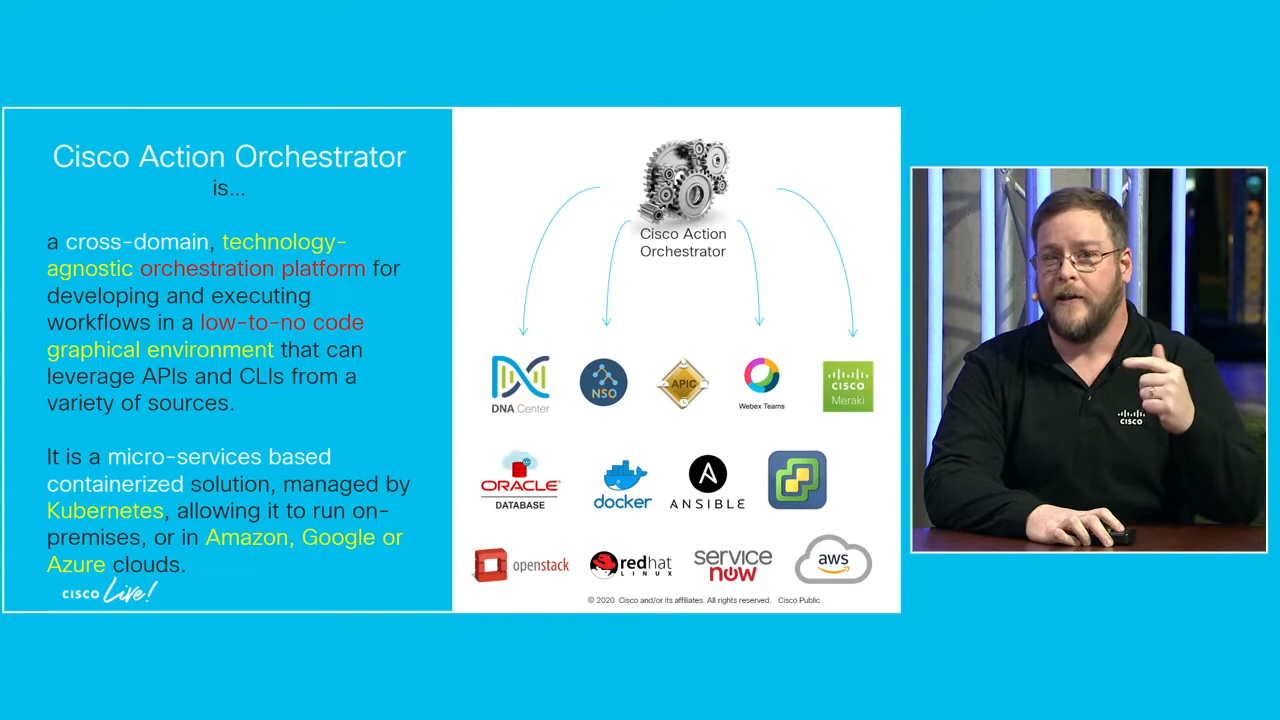 Cisco Action Orchestrator
is...
a cross-domain, technology-
agnostic orchestration platform for
developing and executing
workflows in a low-to-no code
graphical environment that can
leverage APIs and CLIs from a
variety of sources.
It is a micro-services based
containerized solution, managed by
Kubernetes, allowing it to run on-
premises, or in Amazon, Google or
Azure clouds.
CISCO Live!
Cisco Action
Orchestrator
DNA Center
NSO
APIC
Webex Teams
CISCO
Meraki
ORACLE
DATABASE
docker
ANSIBLE
openstack
redhat
LINUX
servicenow
aws
© 2020 Cisco and/or its affiliates. All rights reserved. Cisco Public
CISCO